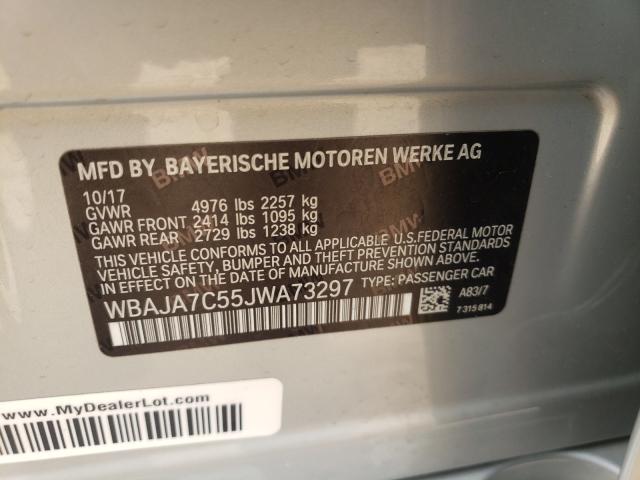 MFD BY BAYERISCHE MOTOREN WERKE AG
10/17
GVWR 4976 lbs 2257 kg
GAWR FRONT 2414 lbs 1095 kg
GAWR REAR 2729 lbs 1238 kg
THIS VEHICLE CONFORMS TO ALL APPLICABLE U.S.FEDERAL MOTOR
VEHICLE SAFETY, BUMPER AND THEFT PREVENTION STANDARDS
IN EFFECT ON THE DATE OF MANUFACTURE SHOWN ABOVE.
WBAJA7C55JWA73297 TYPE: PASSENGER CAR
A83/7
7 315 814
www.MyDealerLot.com